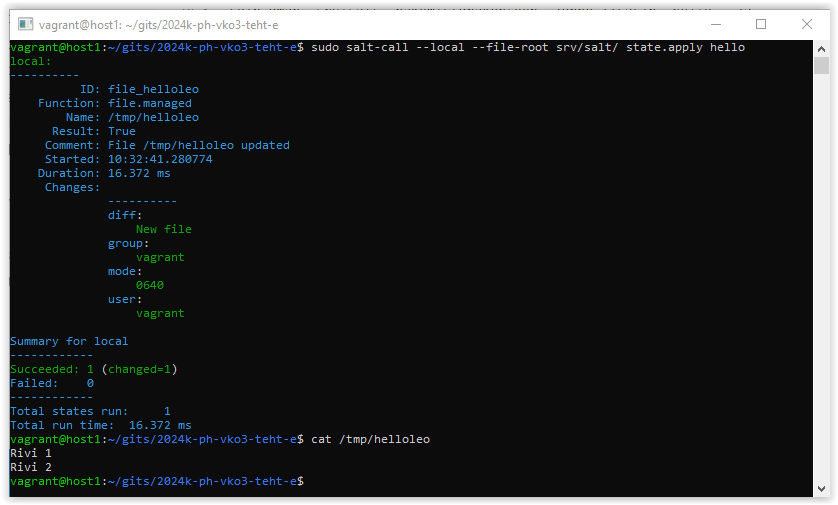 vagrant@host1: ~/gits/2024k-ph-vko3-teht-e
vagrant@host1:~/gits/2024k-ph-vko3-teht-e$ sudo salt-call --local --file-root srv/salt/ state.apply hello
local:
----------
          ID: file_helloleo
    Function: file.managed
        Name: /tmp/helloleo
      Result: True
     Comment: File /tmp/helloleo updated
     Started: 10:32:41.280774
    Duration: 16.372 ms
     Changes:
              ----------
              diff:
                  New file
              group:
                  vagrant
              mode:
                  0640
              user:
                  vagrant

Summary for local
------------
Succeeded: 1 (changed=1)
Failed:    0
------------
Total states run:     1
Total run time:  16.372 ms
vagrant@host1:~/gits/2024k-ph-vko3-teht-e$ cat /tmp/helloleo
Rivi 1
Rivi 2
vagrant@host1:~/gits/2024k-ph-vko3-teht-e$